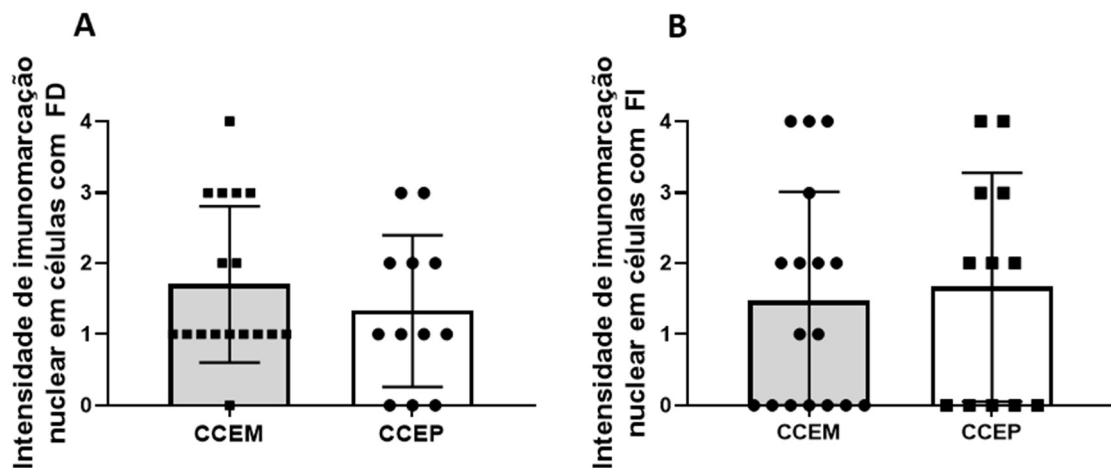 A
Intensidade de imunomarcação
nuclear em células com FD
4
3
2
1
0
CCEM
CCEP
B
Intensidade de imunomarcação
nuclear em células com FI
4
3
2
1
0
CCEM
CCEP